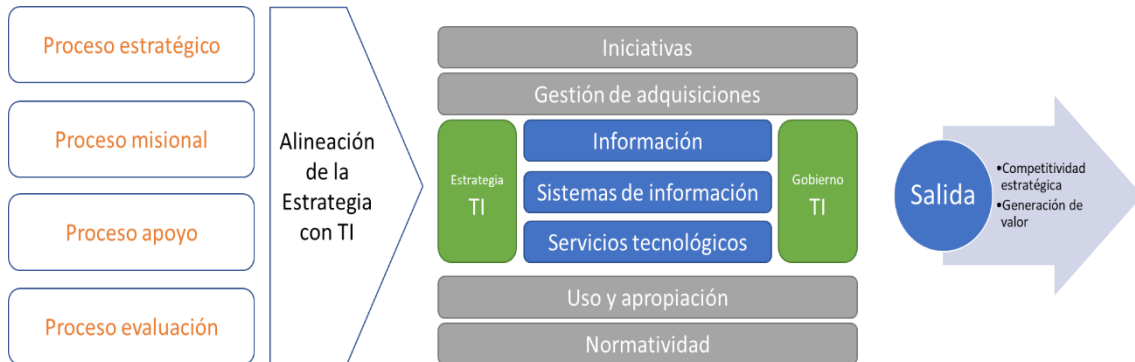 Proceso estratégico
Proceso misional
Proceso apoyo
Proceso evaluación
Alineación
de la
Estrategia
con TI
Iniciativas
Gestión de adquisiciones
Estrategia
TI
Información
Sistemas de información
Servicios tecnológicos
Gobierno
TI
Uso y apropiación
Normatividad
Salida
•Competitividad
estratégica
•Generación de
valor